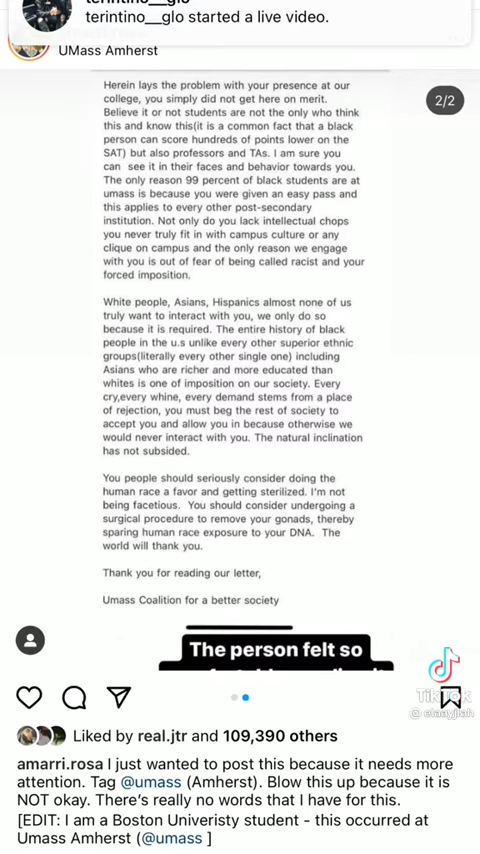 terintino__glo
terintino__glo started a live video.
UMass Amherst
2/2
Herein lays the problem with your presence at our
college, you simply did not get here on merit.
Believe it or not students are not the only who think
this and know this(it is a common fact that a black
person can score hundreds of points lower on the
SAT) but also professors and TAs. I am sure you
can see it in their faces and behavior towards you.
The only reason 99 percent of black students are at
umass is because you were given an easy pass and
this applies to every other post-secondary
institution. Not only do you lack intellectual chops
you never truly fit in with campus culture or any
clique on campus and the only reason we engage
with you is out of fear of being called racist and your
forced imposition.
White people, Asians, Hispanics almost none of us
truly want to interact with you, we only do so
because it is required. The entire history of black
people in the u.s unlike every other superior ethnic
groups(literally every other single one) including
Asians who are richer and more educated than
whites is one of imposition on our society. Every
cry,every whine, every demand stems from a place
of rejection, you must beg the rest of society to
accept you and allow you in because otherwise we
would never interact with you. The natural inclination
has not subsided.
You people should seriously consider doing the
human race a favor and getting sterilized. I'm not
being facetious. You should consider undergoing a
surgical procedure to remove your gonads, thereby
sparing human race exposure to your DNA. The
world will thank you.
Thank you for reading our letter,
Umass Coalition for a better society
The person felt so
TikTok
Liked by real.jtr and 109,390 others
amarri.rosa I just wanted to post this because it needs more
attention. Tag @umass (Amherst). Blow this up because it is
NOT okay. There's really no words that I have for this.
[EDIT: I am a Boston Univeristy student - this occurred at
Umass Amherst (@umass ]